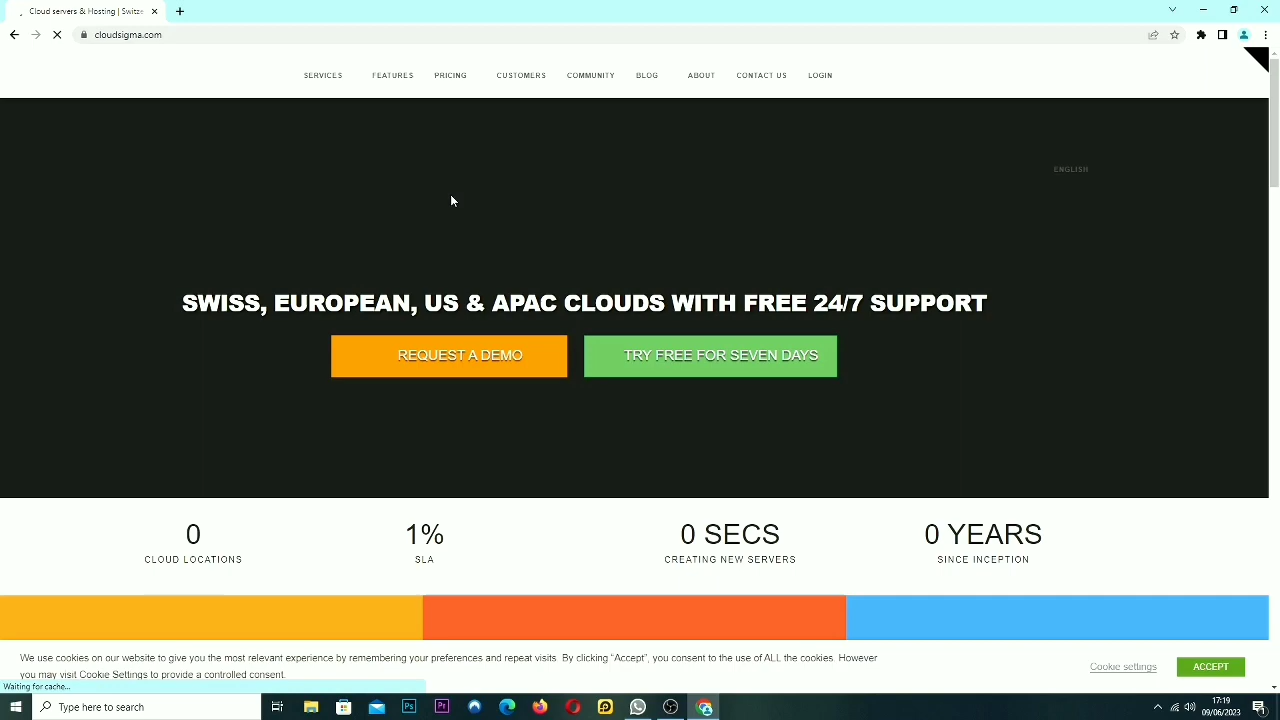 Cloud servers & Hosting | Switze
cloudsigma.com
SERVICES FEATURES PRICING CUSTOMERS COMMUNITY BLOG ABOUT CONTACT US LOGIN
ENGLISH
SWISS, EUROPEAN, US & APAC CLOUDS WITH FREE 24/7 SUPPORT
REQUEST A DEMO TRY FREE FOR SEVEN DAYS
0 1% 0 SECS 0 YEARS
CLOUD LOCATIONS SLA CREATING NEW SERVERS SINCE INCEPTION
We use cookies on our website to give you the most relevant experience by remembering your preferences and repeat visits. By clicking “Accept”, you consent to the use of ALL the cookies. However
you may visit Cookie Settings to provide a controlled consent.
Cookie settings ACCEPT
Waiting for cache...
Type here to search
Ps Pr
17:19
09/06/2023